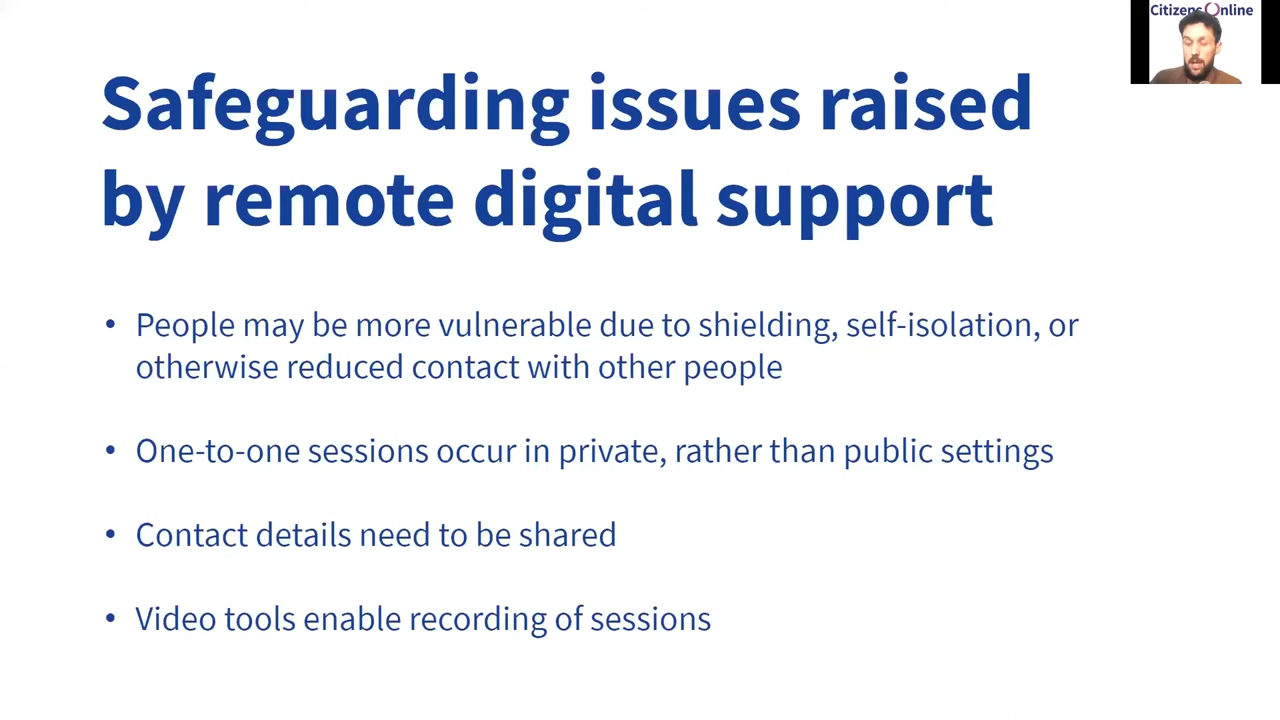 Citizens Online
Safeguarding issues raised
by remote digital support
• People may be more vulnerable due to shielding, self-isolation, or
otherwise reduced contact with other people
• One-to-one sessions occur in private, rather than public settings
• Contact details need to be shared
• Video tools enable recording of sessions